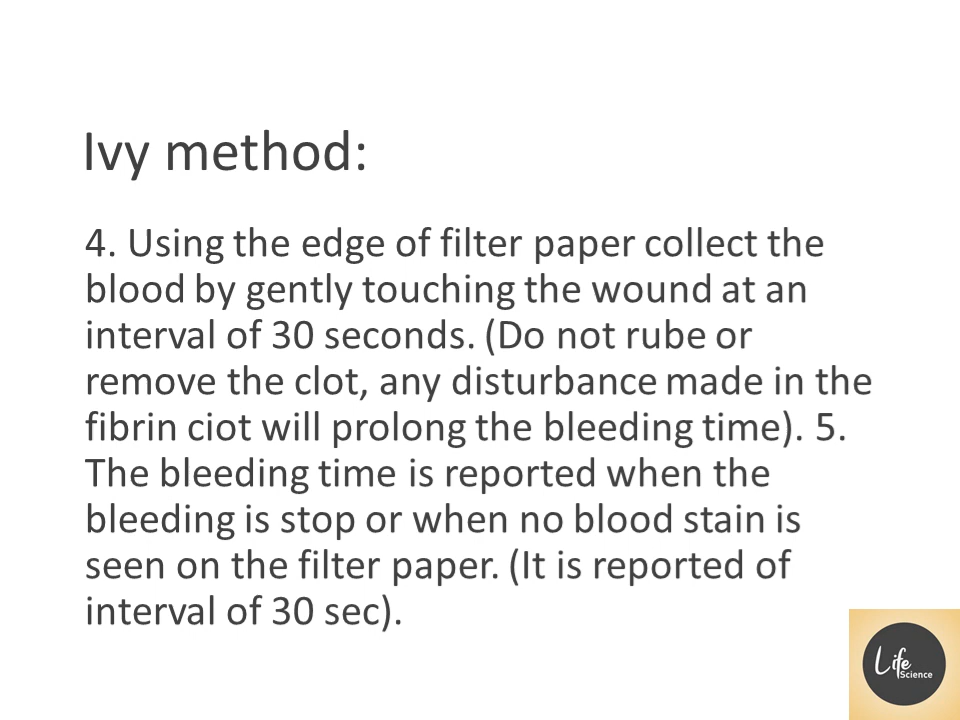 Ivy method:
4. Using the edge of filter paper collect the
blood by gently touching the wound at an
interval of 30 seconds. (Do not rube or
remove the clot, any disturbance made in the
fibrin ciot will prolong the bleeding time). 5.
The bleeding time is reported when the
bleeding is stop or when no blood stain is
seen on the filter paper. (It is reported of
interval of 30 sec).
Life
Science